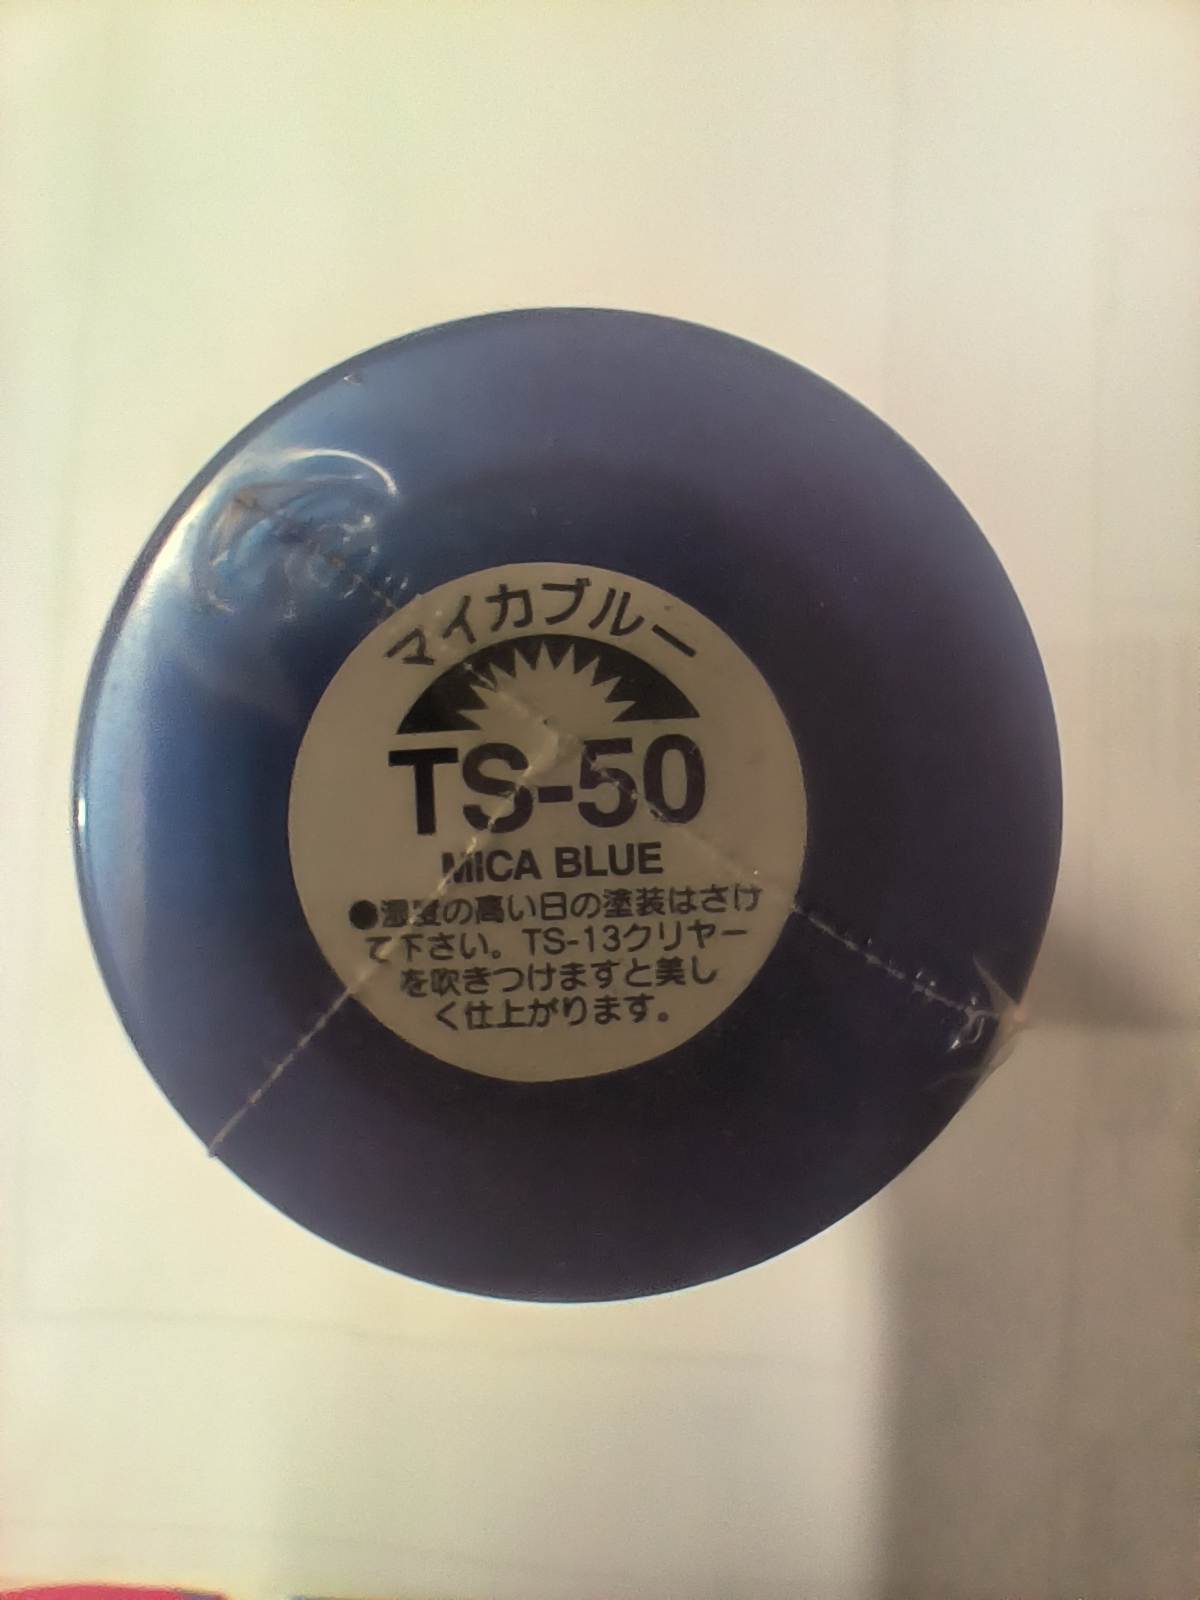 マイカブルー
TS-50
MICA BLUE
●湿度の高い日の塗装はさけ
て下さい。TS-13クリヤー
を吹きつけますと美し
く仕上がります。